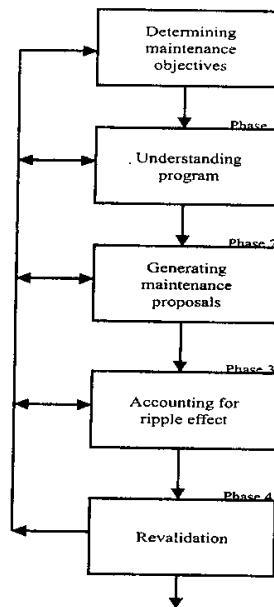 Determining
maintenance
objectives
Phase
Understanding
program
Phase 2
Generating
maintenance
proposals
Phase 3
Accounting for
ripple effect
Phase 4
Revalidation